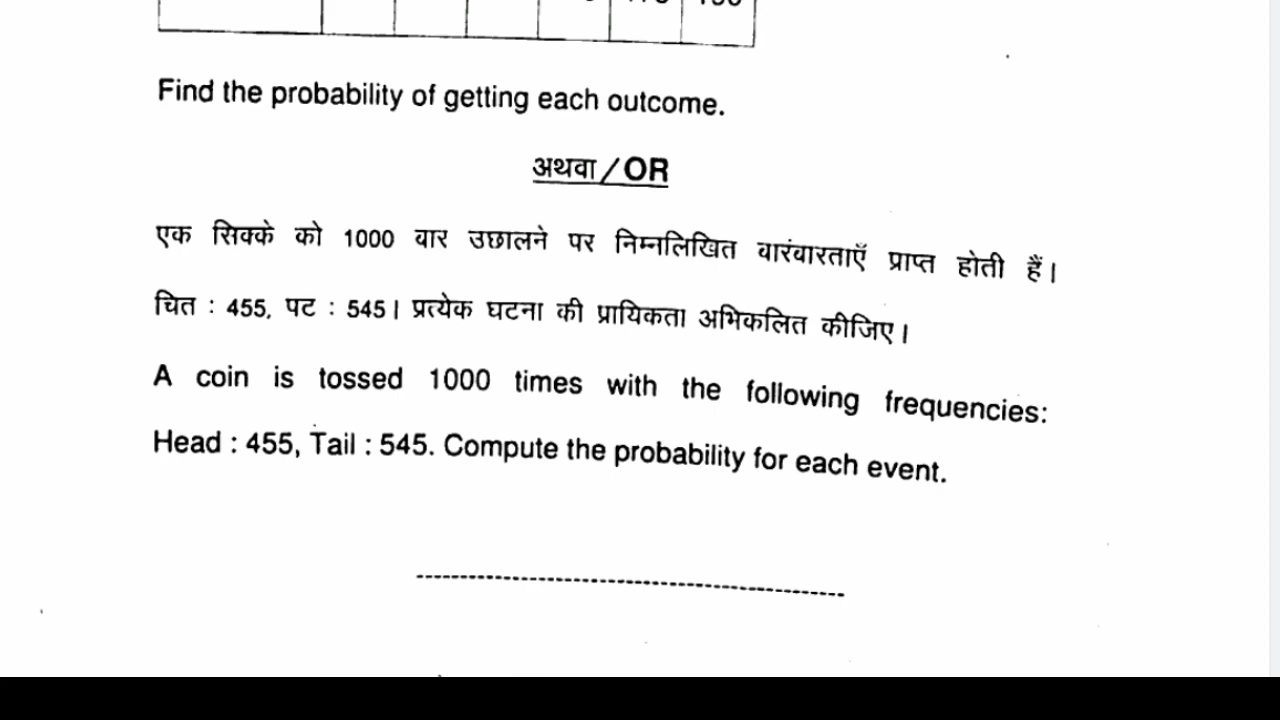 Find the probability of getting each outcome.
अथवा / OR
एक सिक्के को 1000 बार उछालने पर निम्नलिखित बारंबारताएँ प्राप्त होती हैं।
चित : 455, पट : 545। प्रत्येक घटना की प्रायिकता अभिकलित कीजिए।
A coin is tossed 1000 times with the following frequencies:
Head : 455, Tail : 545. Compute the probability for each event.